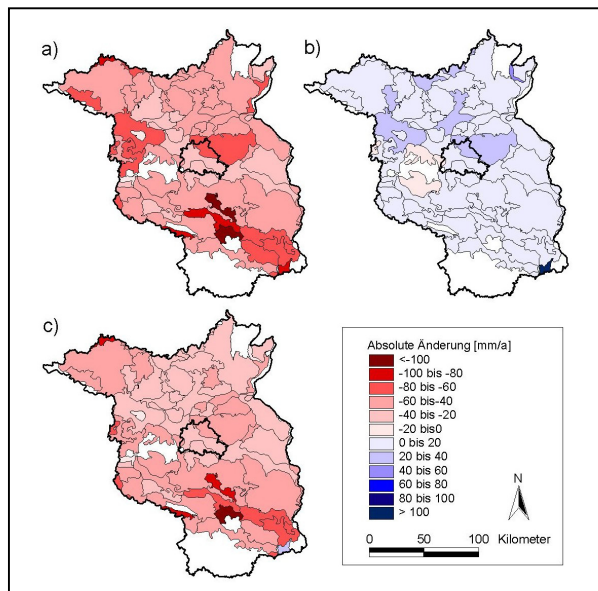 a)
b)
c)
Absolute Änderung [mm/a]
<-100
-100 bis -80
-80 bis -60
-60 bis-40
-40 bis -20
-20 bis0
0 bis 20
20 bis 40
40 bis 60
60 bis 80
80 bis 100
> 100
N
0 50 100 Kilometer